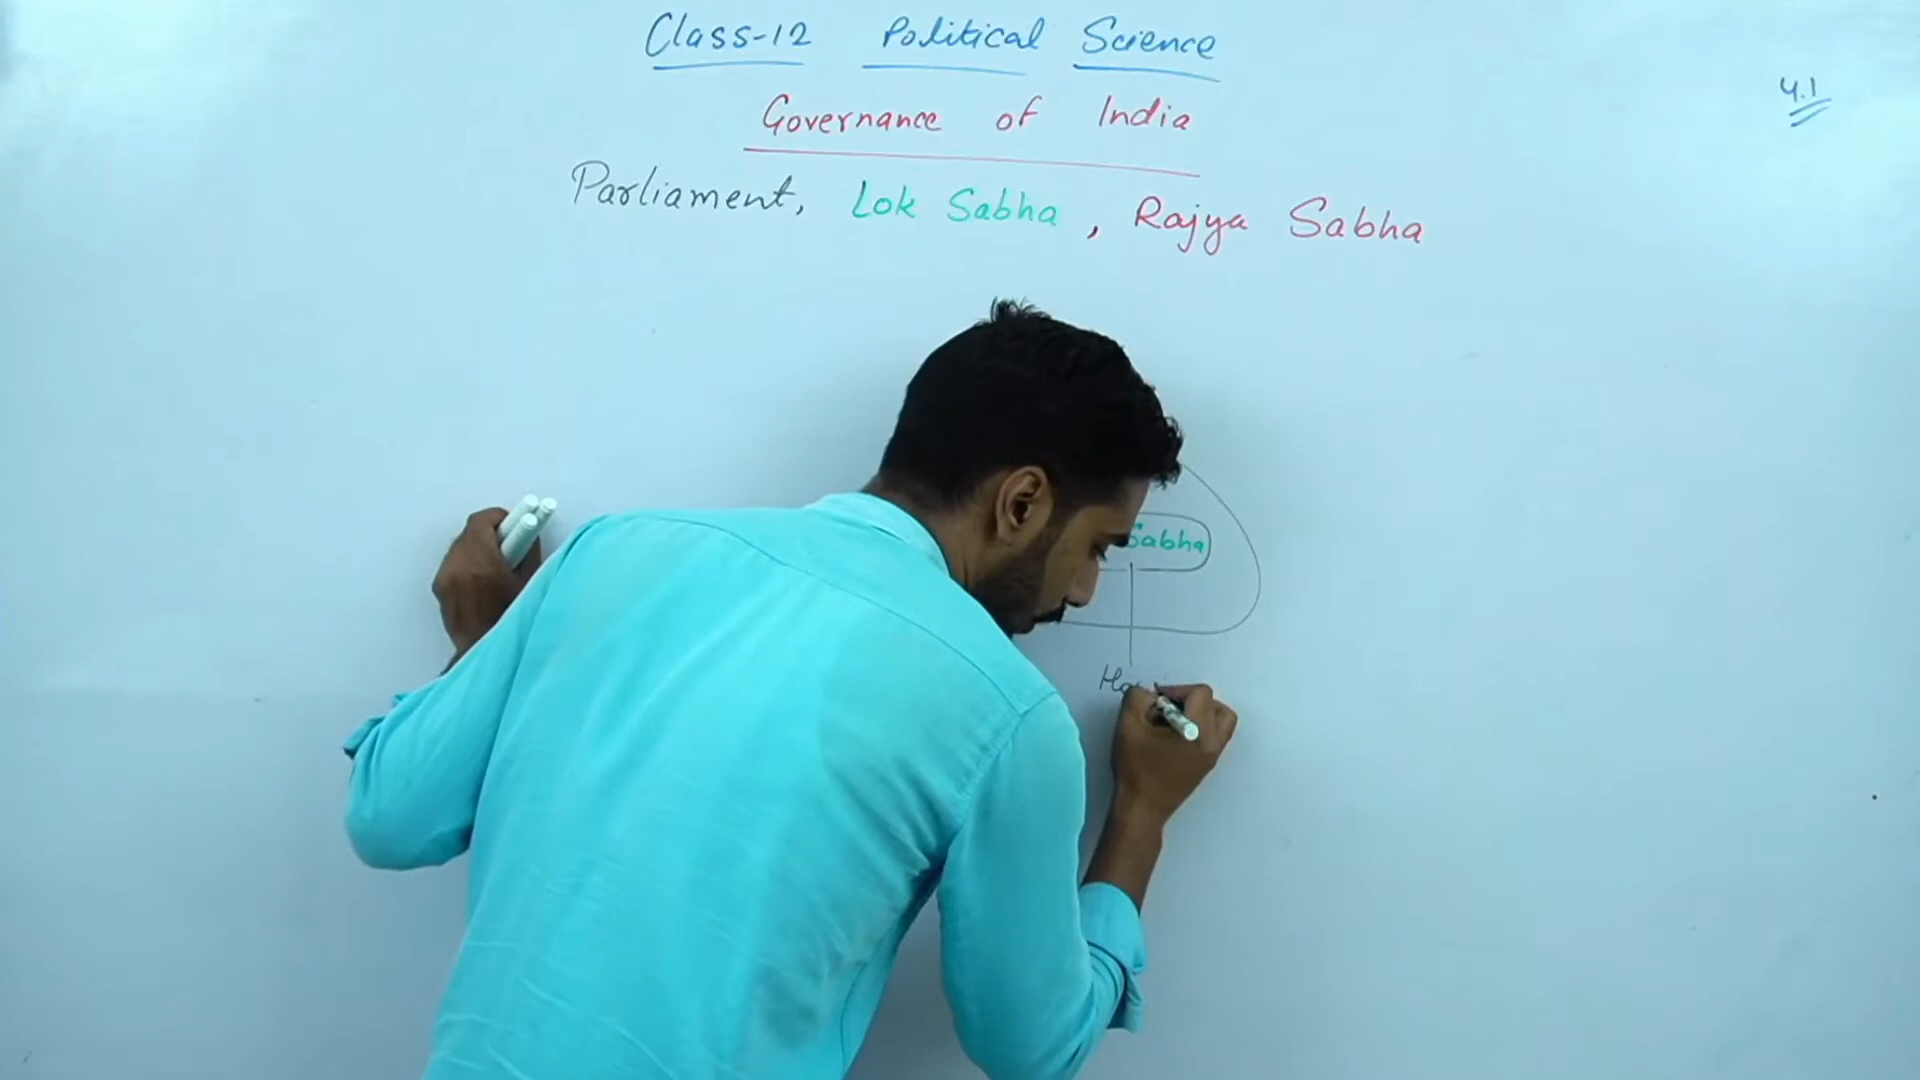 Class-12 Political Science
4.1
Governance of India
Parliament, Lok Sabha, Rajya Sabha
Sabha